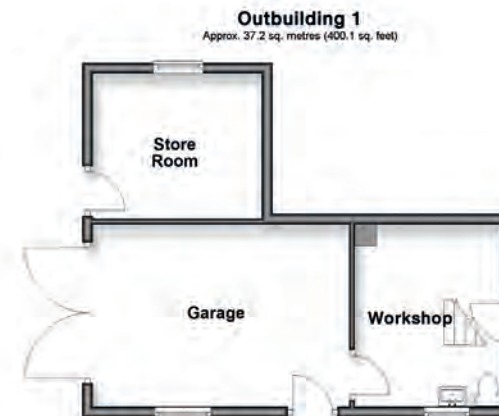 Outbuilding 1
Approx. 37.2 sq. metres (400.1 sq. feet)
Store
Room
Garage
Workshop